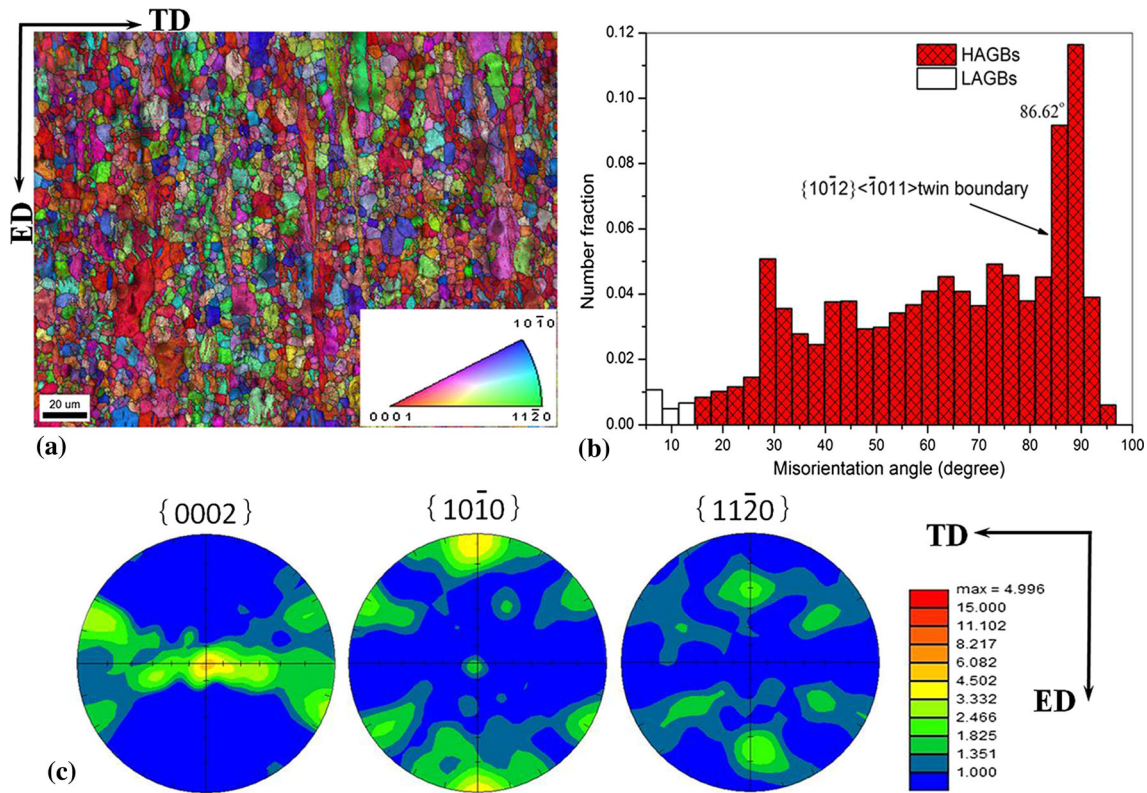 TD
ED
101̅0
0001
112̅0
20 um
(a)
0.12
0.10
0.08
0.06
0.04
0.02
0.00
Number fraction
HAGBs
LAGBs
86.62°
{101̅2}<1̅011>twin boundary
10 20 30 40 50 60 70 80 90 100
Misorientation angle (degree)
(b)
{0002}
{101̅0}
{112̅0}
TD
ED
max = 4.996
15.000
11.102
8.217
6.082
4.502
3.332
2.466
1.825
1.351
1.000
(c)